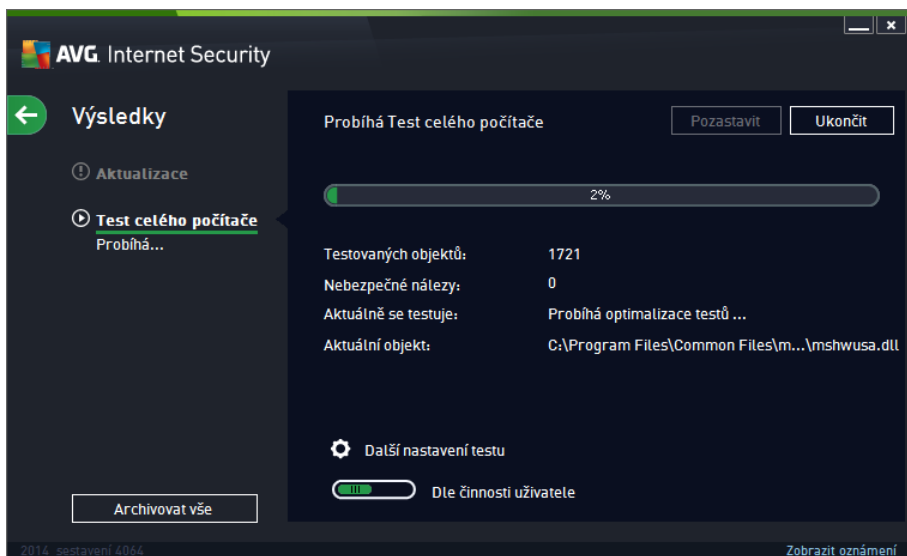 AVG. Internet Security
Výsledky
Aktualizace
Test celého počítače
Probíhá...
Archivovat vše
Probíhá Test celého počítače
Pozastavit
Ukončit
2%
Testovaných objektů: 1721
Nebezpečné nálezy: 0
Aktuálně se testuje: Probíhá optimalizace testů ...
Aktuální objekt: C:\Program Files\Common Files\m...\mshwusa.dll
Další nastavení testu
Dle činnosti uživatele
2014 sestavení 4064
Zobrazit oznámení